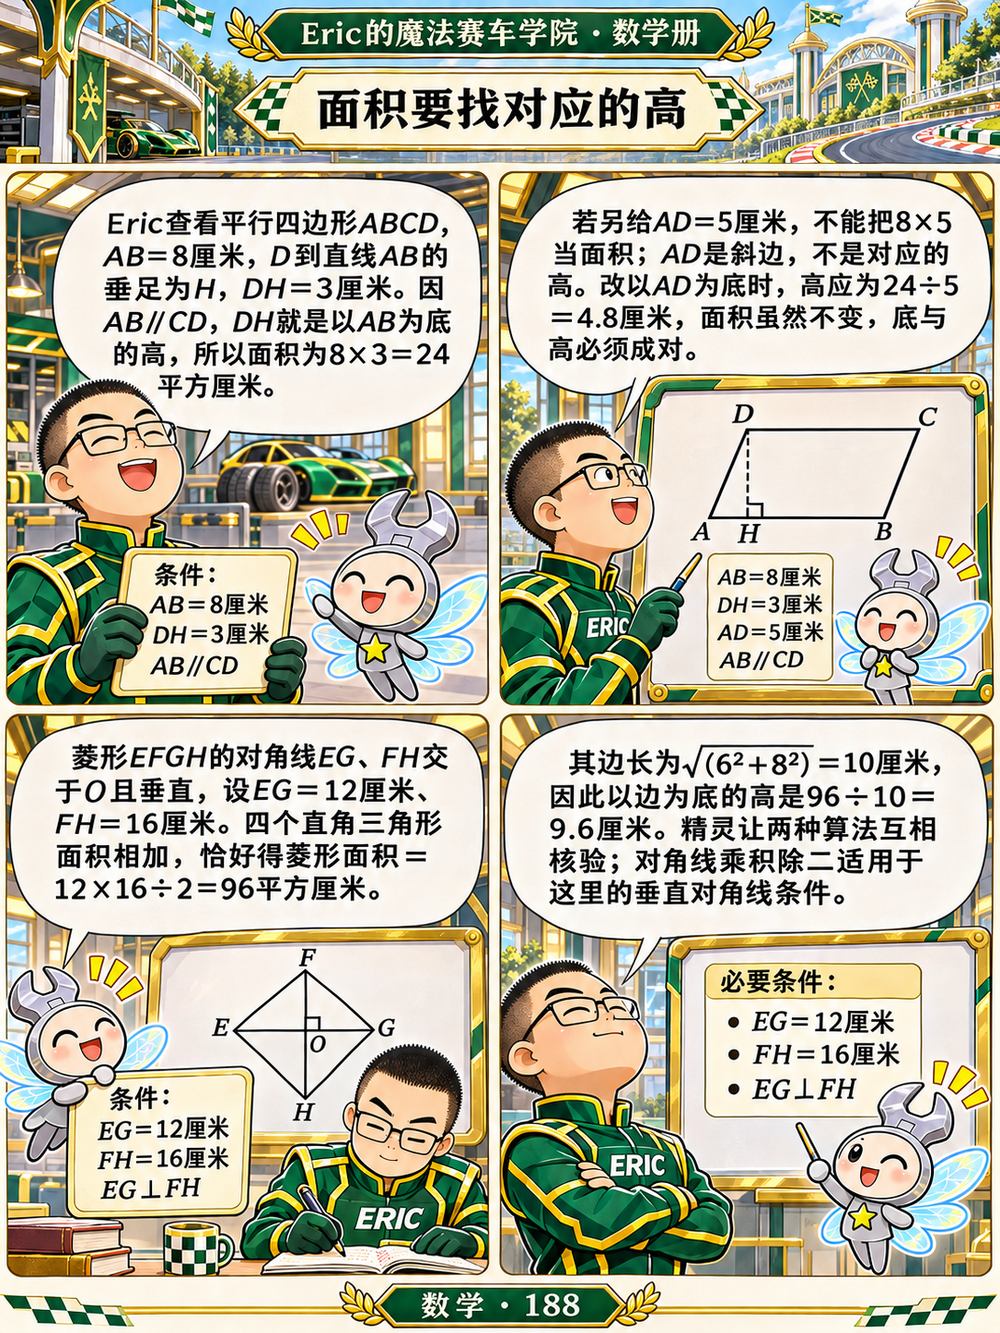 Eric的魔法赛车学院·数学册
面积要找对应的高
Eric查看平行四边形ABCD，
AB＝8厘米，D到直线AB的
垂足为H，DH＝3厘米。因
AB∥CD，DH就是以AB为底
的高，所以面积为8×3＝24
平方厘米。
条件：
AB＝8厘米
DH＝3厘米
AB∥CD
若另给AD＝5厘米，不能把8×5
当面积；AD是斜边，不是对应的
高。改以AD为底时，高应为24÷5
＝4.8厘米，面积虽然不变，底与
高必须成对。
D C
A H B
AB＝8厘米
DH＝3厘米
AD＝5厘米
AB∥CD
ERIC
菱形EFGH的对角线EG、FH交
于O且垂直，设EG＝12厘米、
FH＝16厘米。四个直角三角形
面积相加，恰好得菱形面积＝
12×16÷2＝96平方厘米。
F
E G
O
H
条件：
EG＝12厘米
FH＝16厘米
EG⊥FH
ERIC
其边长为√(6²＋8²)＝10厘米，
因此以边为底的高是96÷10＝
9.6厘米。精灵让两种算法互相
核验；对角线乘积除二适用于
这里的垂直对角线条件。
必要条件：
• EG＝12厘米
• FH＝16厘米
• EG⊥FH
ERIC
数学·188